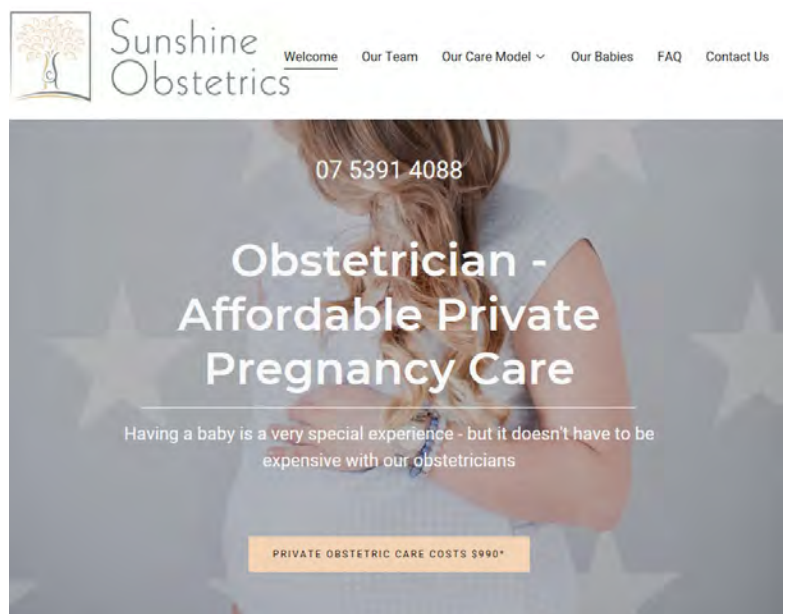 Sunshine
Obstetrics
Welcome Our Team Our Care Model Our Babies FAQ Contact Us
07 5391 4088
Obstetrician -
Affordable Private
Pregnancy Care
Having a baby is a very special experience - but it doesn't have to be
expensive with our obstetricians
PRIVATE OBSTETRIC CARE COSTS $990*